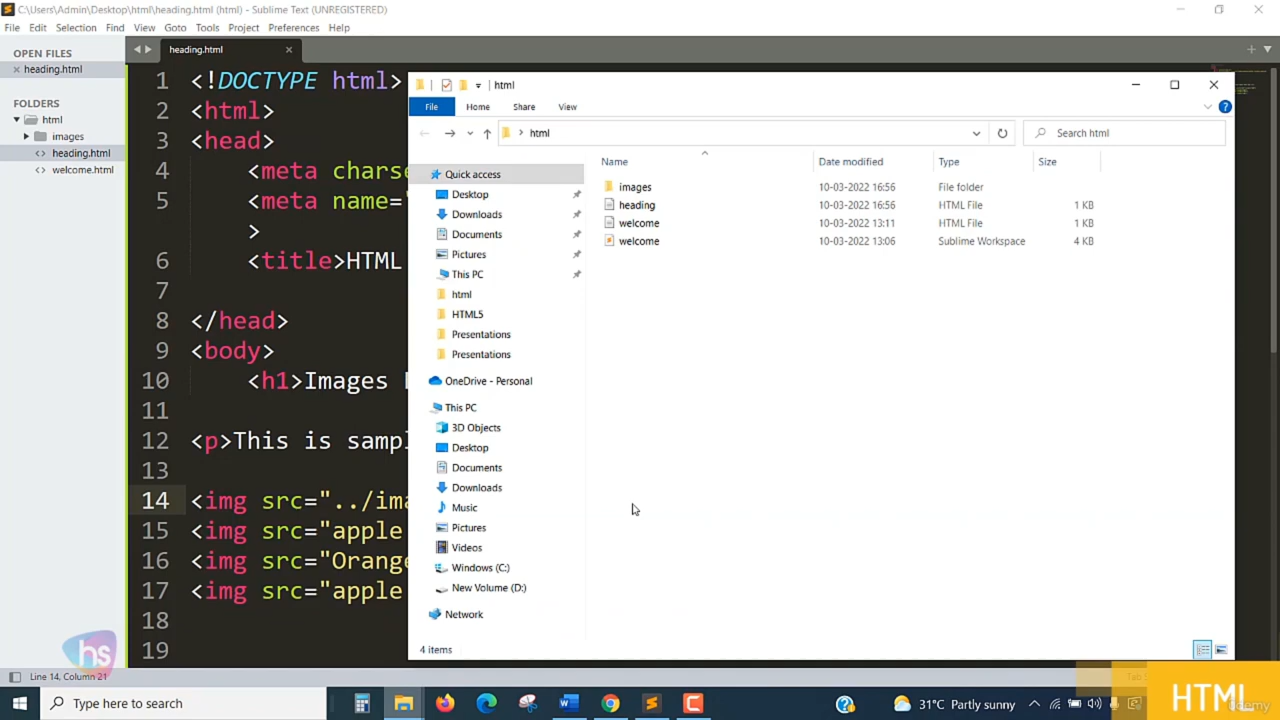 C:\Users\Admin\Desktop\html\heading.html (html) - Sublime Text (UNREGISTERED)
File Edit Selection Find View Goto Tools Project Preferences Help
OPEN FILES
heading.html
FOLDERS
html
images
heading.html
welcome.html
heading.html
1 <!DOCTYPE html>
2 <html>
3 <head>
4 <meta charse
5 <meta name="
>
6 <title>HTML
7
8 </head>
9 <body>
10 <h1>Images
11
12 <p>This is sampl
13
14 <img src="../ima
15 <img src="apple
16 <img src="Orange
17 <img src="apple
18
19
html
File Home Share View
html
Search html
Name Date modified Type Size
images 10-03-2022 16:56 File folder
heading 10-03-2022 16:56 HTML File 1 KB
welcome 10-03-2022 13:11 HTML File 1 KB
welcome 10-03-2022 13:06 Sublime Workspace 4 KB
Quick access
Desktop
Downloads
Documents
Pictures
This PC
html
HTML5
Presentations
Presentations
OneDrive - Personal
This PC
3D Objects
Desktop
Documents
Downloads
Music
Pictures
Videos
Windows (C:)
New Volume (D:)
Network
4 items
hs
Line 14, Column 21
Type here to search
31°C Partly sunny
HTML
udemy